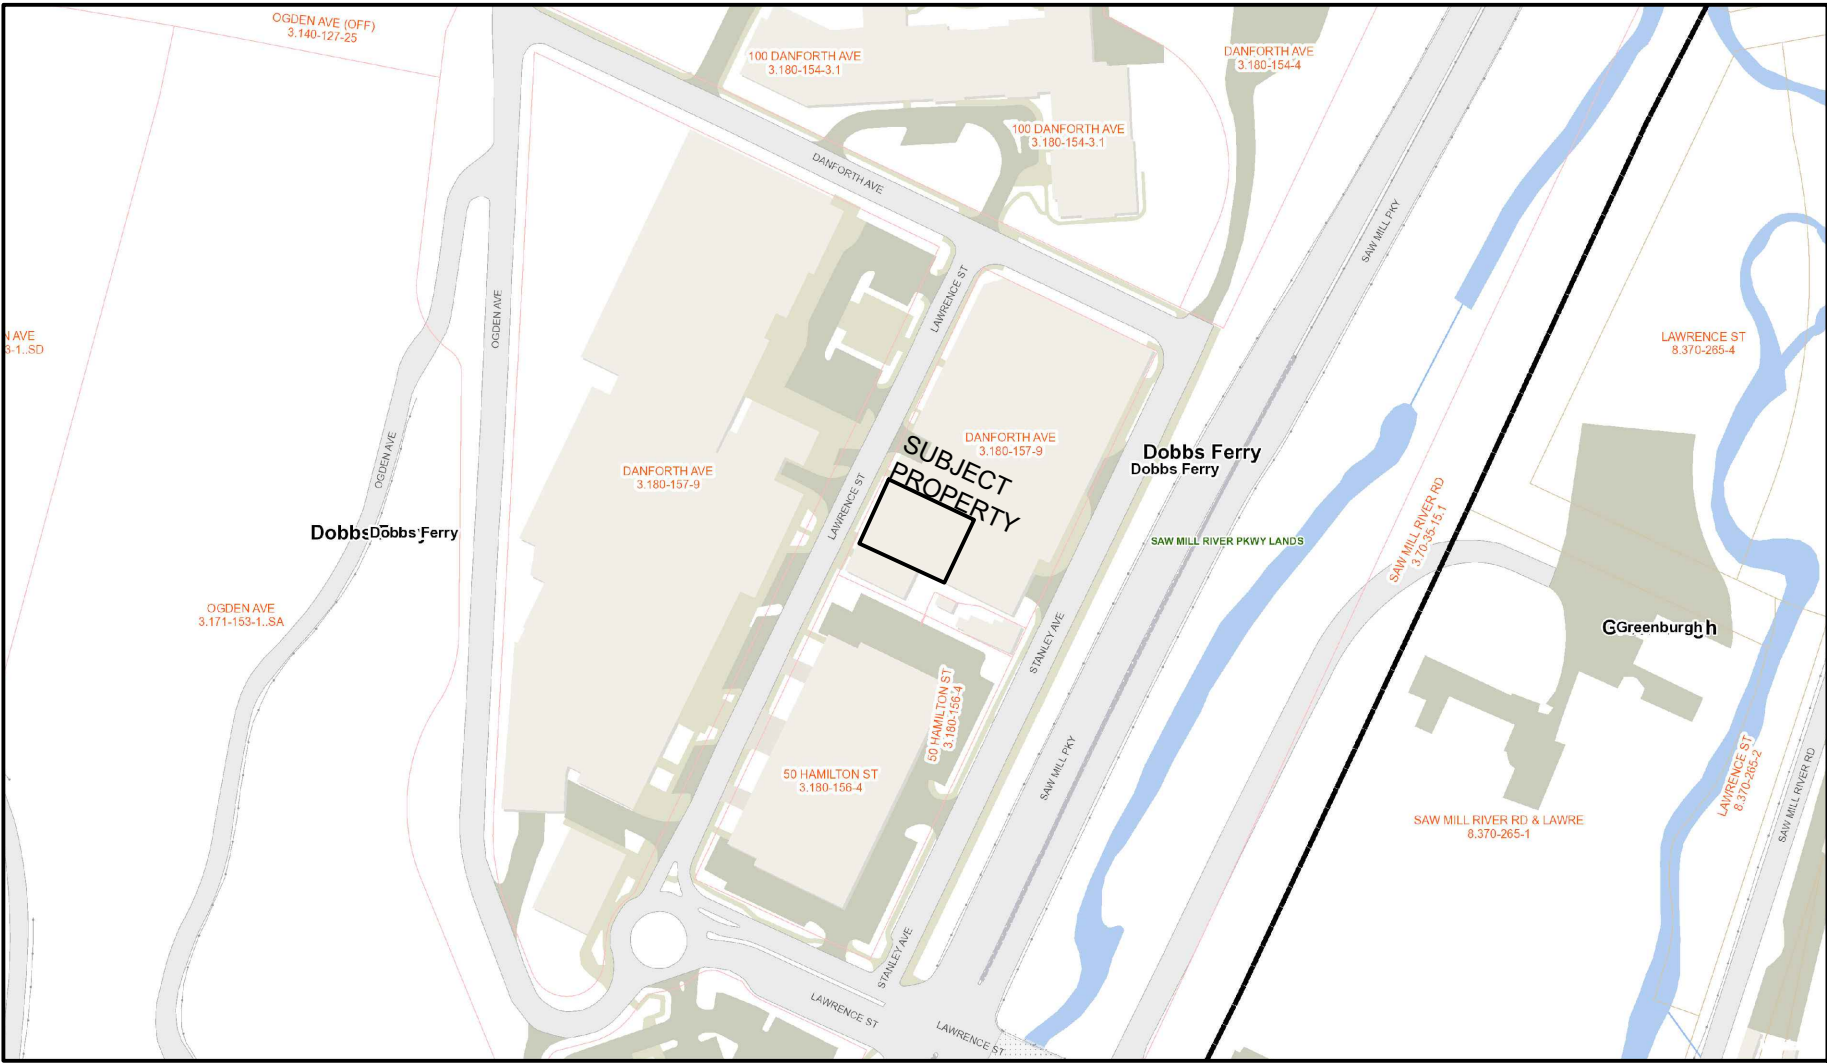 OGDEN AVE (OFF)
3.140-127-25
100 DANFORTH AVE
3.180-154-3.1
DANFORTH AVE
3.180-154-4
100 DANFORTH AVE
3.180-154-3.1
DANFORTH AVE
SAW MILL PKY
LAWRENCE ST
OGDEN AVE
N AVE
3-1..SD
LAWRENCE ST
8.370-265-4
DANFORTH AVE
3.180-157-9
SUBJECT
PROPERTY
DANFORTH AVE
3.180-157-9
Dobbs Ferry
Dobbs Ferry
OGDEN AVE
LAWRENCE ST
SAW MILL RIVER RD
3.70-35-15.1
Dobbs
Dobbs Ferry
SAW MILL RIVER PKWY LANDS
OGDEN AVE
3.171-153-1..SA
Greenburgh
STANLEY AVE
50 HAMILTON ST
3.180-156-4
50 HAMILTON ST
3.180-156-4
SAW MILL PKY
LAWRENCE ST
8.370-265-2
SAW MILL RIVER RD
SAW MILL RIVER RD & LAWRE
8.370-265-1
STANLEY AVE
LAWRENCE ST
LAWRENCE ST